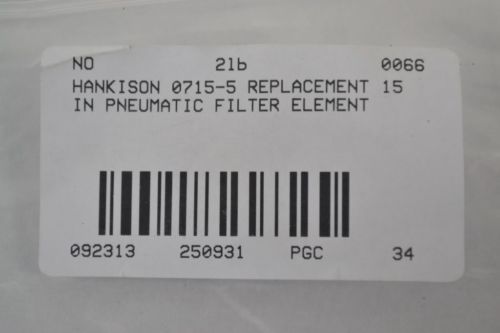 NO 21b 0066
HANKISON 0715-5 REPLACEMENT 15
IN PNEUMATIC FILTER ELEMENT
092313 250931 PGC 34